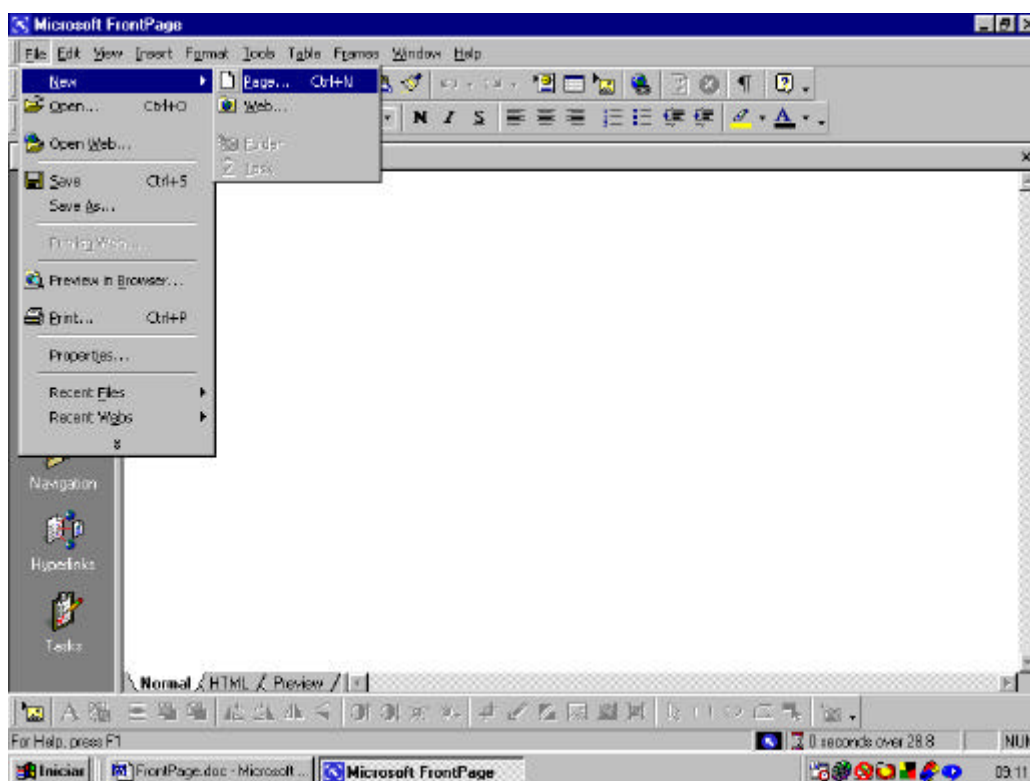 Microsoft FrontPage
File Edit View Insert Format Tools Table Frames Window Help
New
Page... Ctrl+N
Open... Ctrl+O
Web...
Open Web...
Folder
Task
Save Ctrl+S
Save As...
Publish Web...
Preview in Browser...
Print... Ctrl+P
Properties...
Recent Files
Recent Webs
N I S
A
Navigation
Hyperlinks
Tasks
Normal HTML Preview
For Help, press F1
0 seconds over 28.8
NUM
Iniciar
FrontPage.doc - Microsoft ...
Microsoft FrontPage